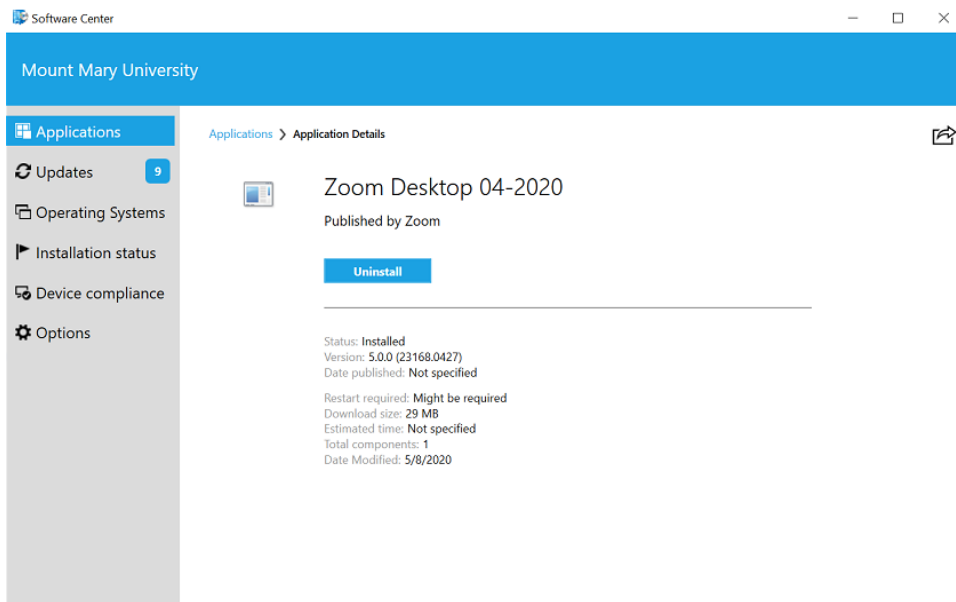 Software Center
Mount Mary University
Applications
Updates 9
Operating Systems
Installation status
Device compliance
Options
Applications ❯ Application Details
Zoom Desktop 04-2020
Published by Zoom
Uninstall
Status: Installed
Version: 5.0.0 (23168.0427)
Date published: Not specified
Restart required: Might be required
Download size: 29 MB
Estimated time: Not specified
Total components: 1
Date Modified: 5/8/2020